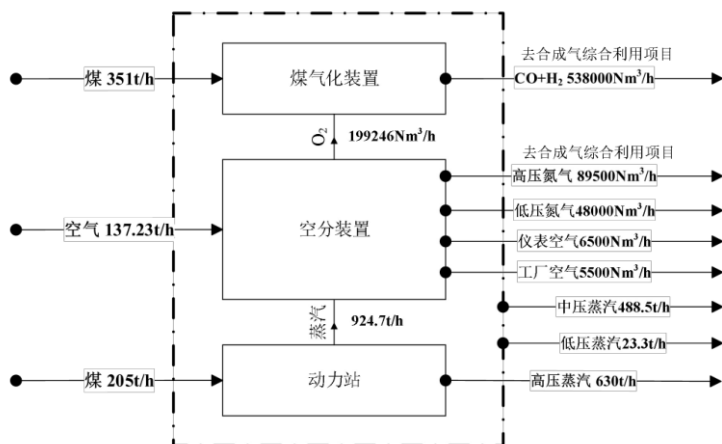 去合成气综合利用项目
煤 351t/h
煤气化装置
CO+H₂ 538000Nm³/h
O₂
199246Nm³/h
去合成气综合利用项目
高压氮气 89500Nm³/h
低压氮气48000Nm³/h
空气 137.23t/h
空分装置
仪表空气6500Nm³/h
工厂空气5500Nm³/h
中压蒸汽488.5t/h
蒸汽
924.7t/h
低压蒸汽23.3t/h
煤 205t/h
动力站
高压蒸汽 630t/h